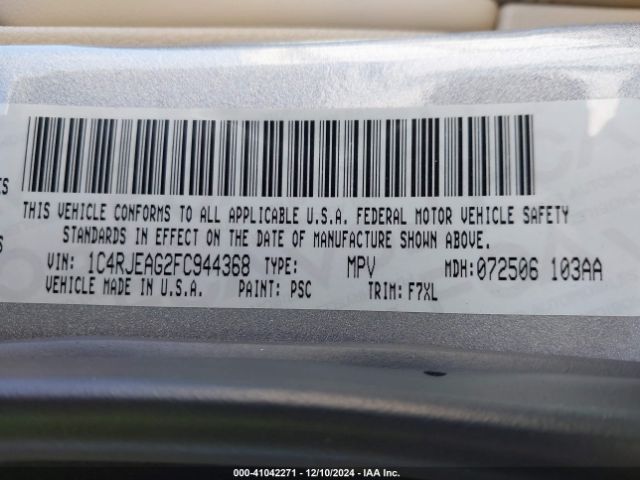 ES
THIS VEHICLE CONFORMS TO ALL APPLICABLE U.S.A. FEDERAL MOTOR VEHICLE SAFETY
S STANDARDS IN EFFECT ON THE DATE OF MANUFACTURE SHOWN ABOVE.
VIN: 1C4RJEAG2FC944368 TYPE: MPV MDH:072506 103AA
VEHICLE MADE IN U.S.A. PAINT: PSC TRIM: F7XL
000-41042271 - 12/10/2024 - IAA Inc.